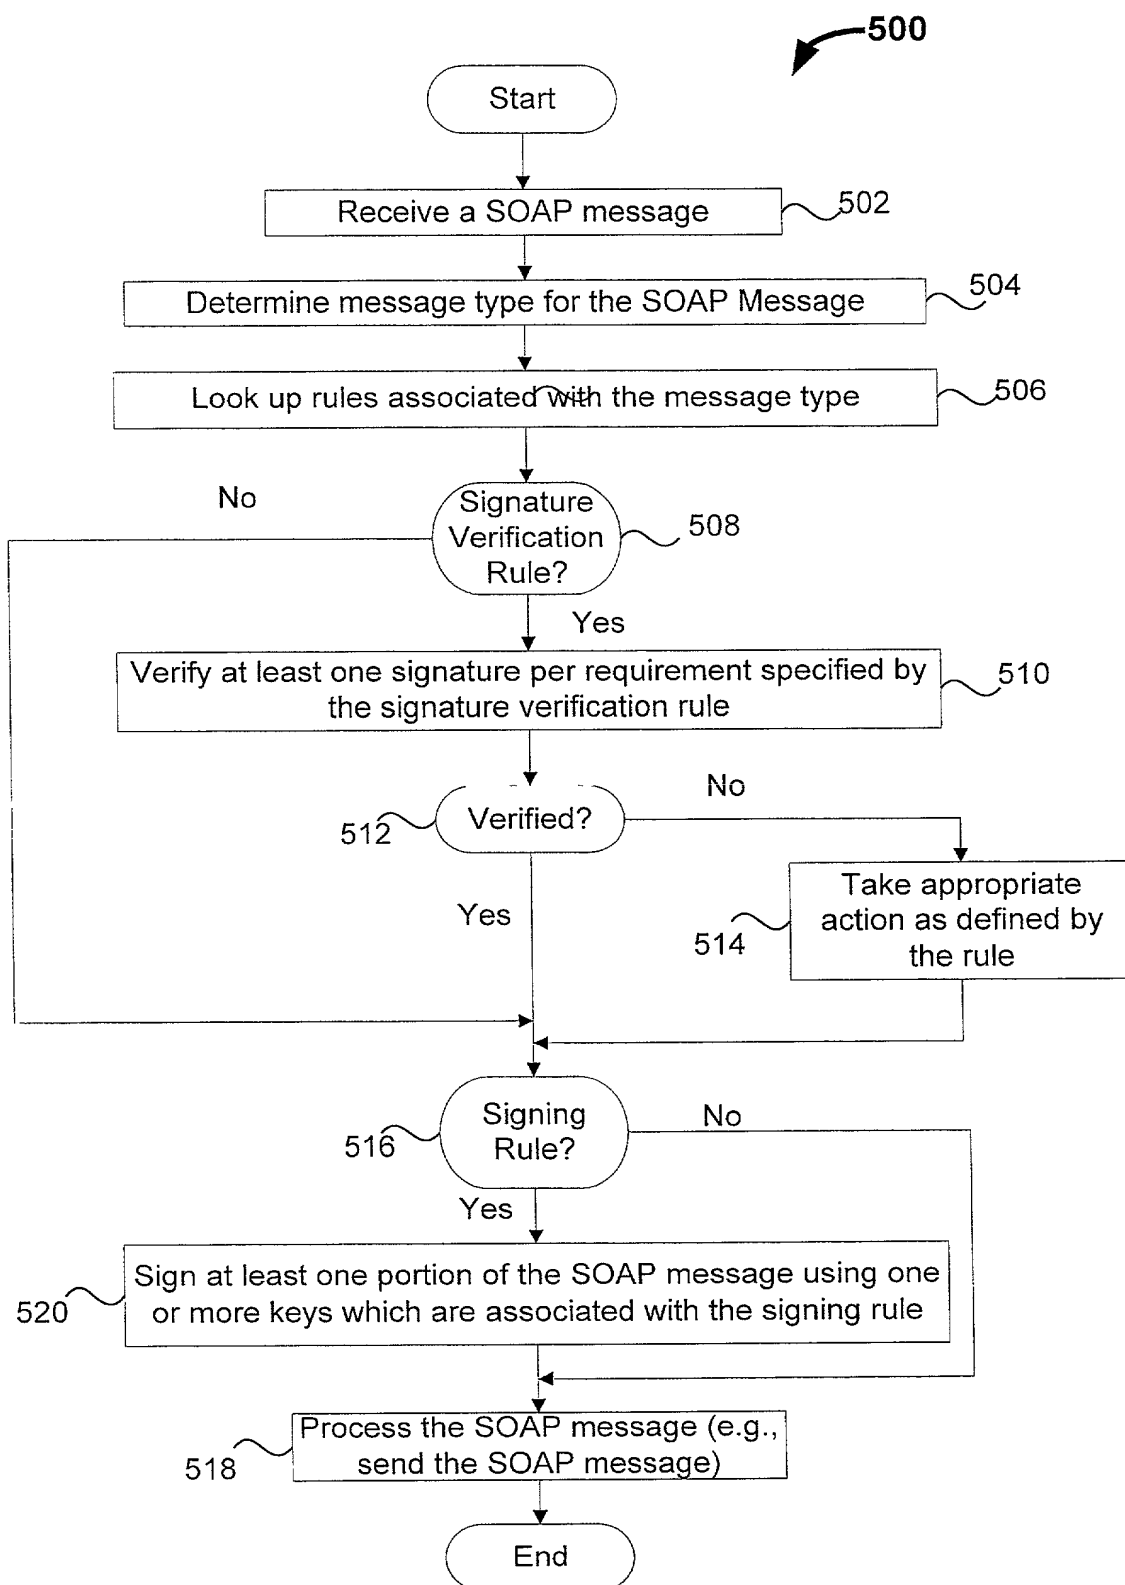 500
Start
Receive a SOAP message
502
Determine message type for the SOAP Message
504
Look up rules associated with the message type
506
No
Signature
Verification
Rule?
508
Yes
Verify at least one signature per requirement specified by
the signature verification rule
510
No
512
Verified?
Yes
Take appropriate
action as defined by
the rule
514
Signing
Rule?
No
516
Yes
Sign at least one portion of the SOAP message using one
or more keys which are associated with the signing rule
520
Process the SOAP message (e.g.,
send the SOAP message)
518
End